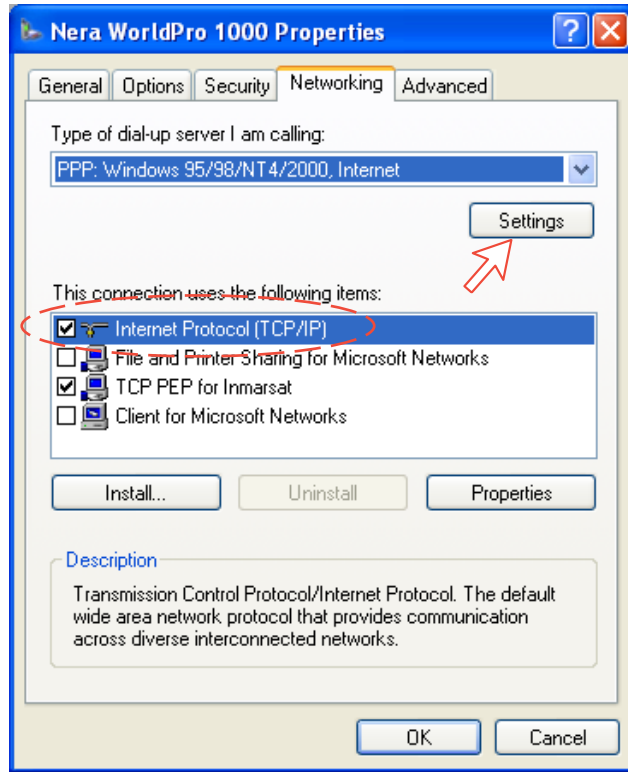 Nera WorldPro 1000 Properties
General Options Security Networking Advanced
Type of dial-up server I am calling:
PPP: Windows 95/98/NT4/2000, Internet
Settings
This connection uses the following items:
Internet Protocol (TCP/IP)
File and Printer Sharing for Microsoft Networks
TCP PEP for Inmarsat
Client for Microsoft Networks
Install... Uninstall Properties
Description
Transmission Control Protocol/Internet Protocol. The default
wide area network protocol that provides communication
across diverse interconnected networks.
OK Cancel